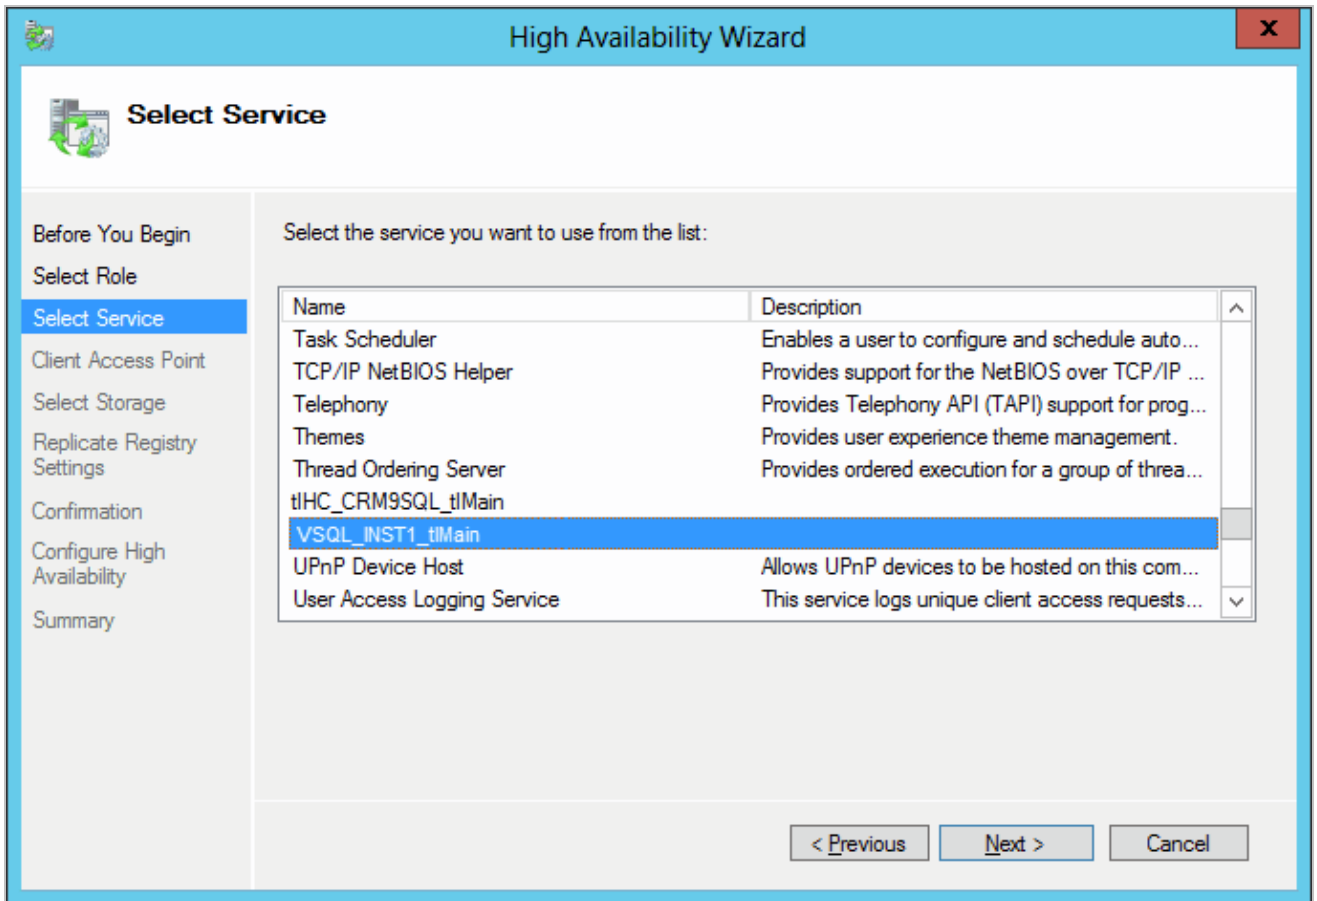 High Availability Wizard
x
Select Service
Before You Begin
Select Role
Select Service
Client Access Point
Select Storage
Replicate Registry
Settings
Confirmation
Configure High
Availability
Summary
Select the service you want to use from the list:
Name Description
Task Scheduler Enables a user to configure and schedule auto...
TCP/IP NetBIOS Helper Provides support for the NetBIOS over TCP/IP ...
Telephony Provides Telephony API (TAPI) support for prog...
Themes Provides user experience theme management.
Thread Ordering Server Provides ordered execution for a group of threa...
tlHC_CRM9SQL_tlMain
VSQL_INST1_tlMain
UPnP Device Host Allows UPnP devices to be hosted on this com...
User Access Logging Service This service logs unique client access requests...
< Previous Next > Cancel